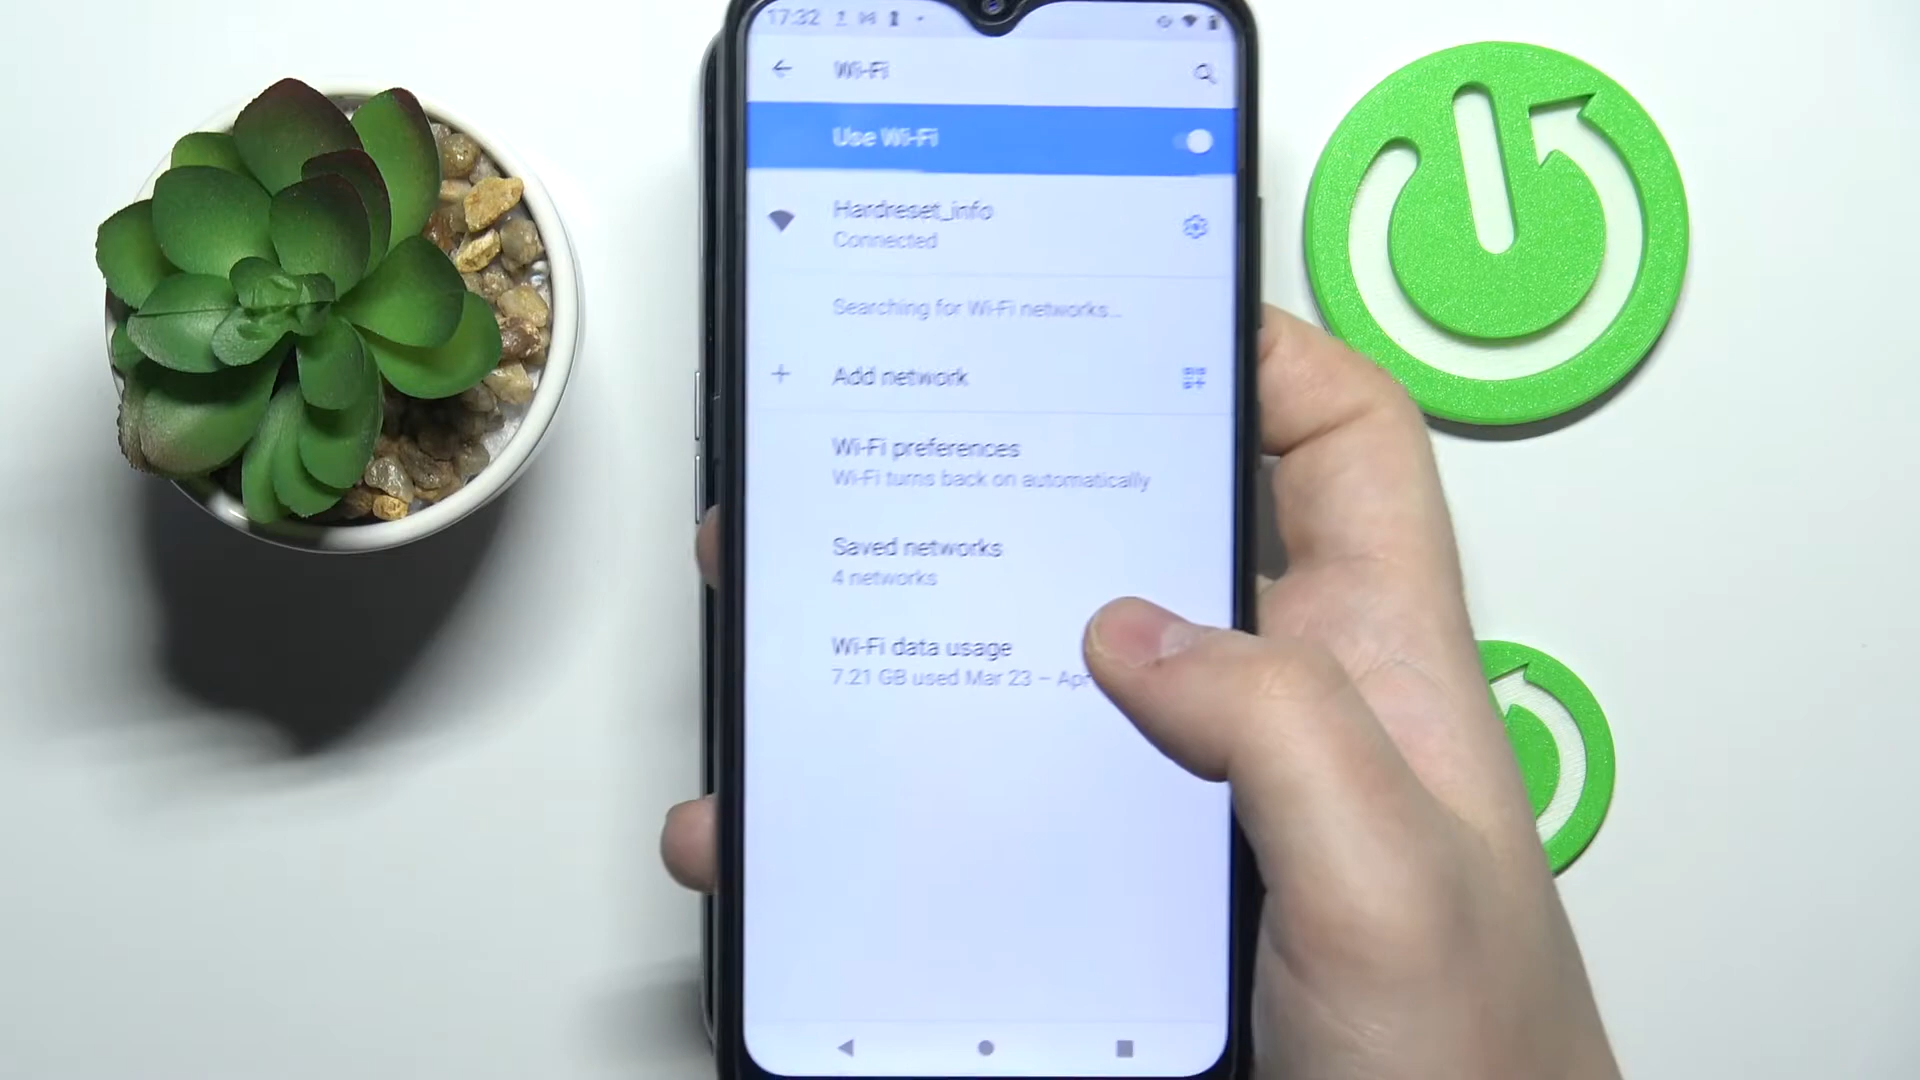 17:32
Wi-Fi
Use Wi-Fi
Hardreset_info
Connected
Searching for Wi-Fi networks...
Add network
Wi-Fi preferences
Wi-Fi turns back on automatically
Saved networks
4 networks
Wi-Fi data usage
7.21 GB used Mar 23 – Apr